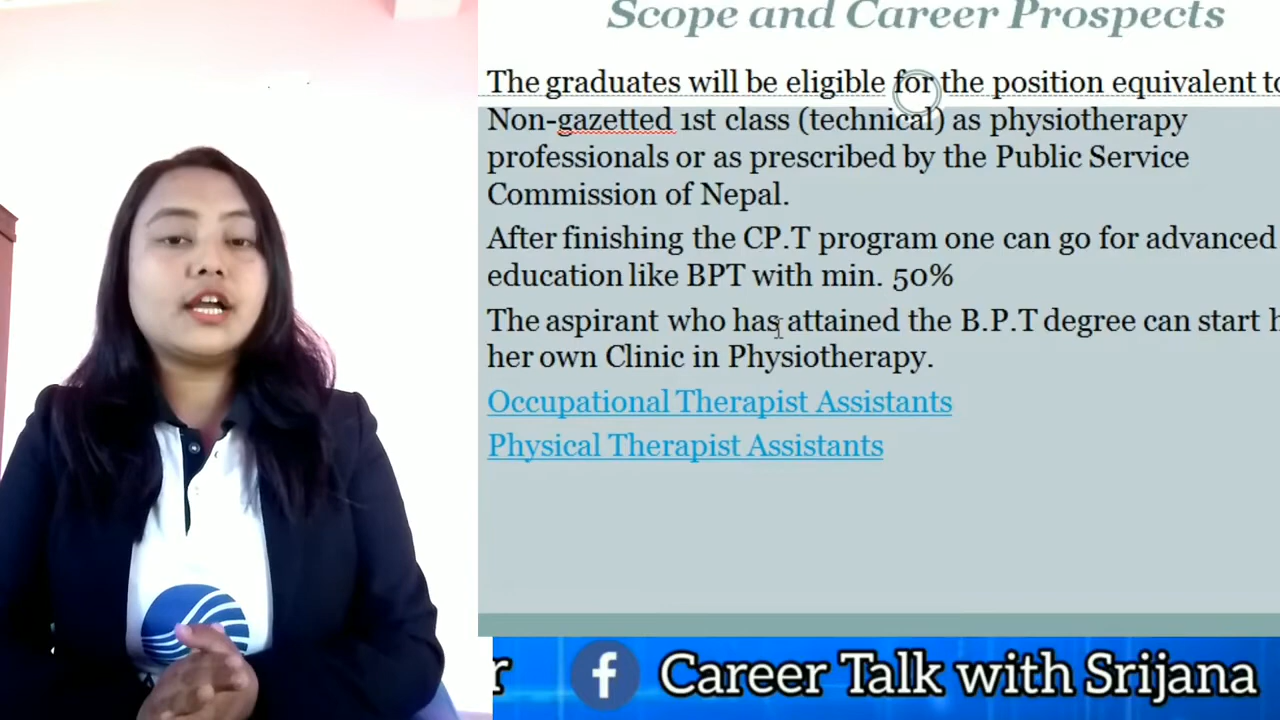 Scope and Career Prospects
The graduates will be eligible for the position equivalent to
Non-gazetted 1st class (technical) as physiotherapy
professionals or as prescribed by the Public Service
Commission of Nepal.
After finishing the CP.T program one can go for advanced
education like BPT with min. 50%
The aspirant who has attained the B.P.T degree can start
her own Clinic in Physiotherapy.
Occupational Therapist Assistants
Physical Therapist Assistants
Career Talk with Srijana